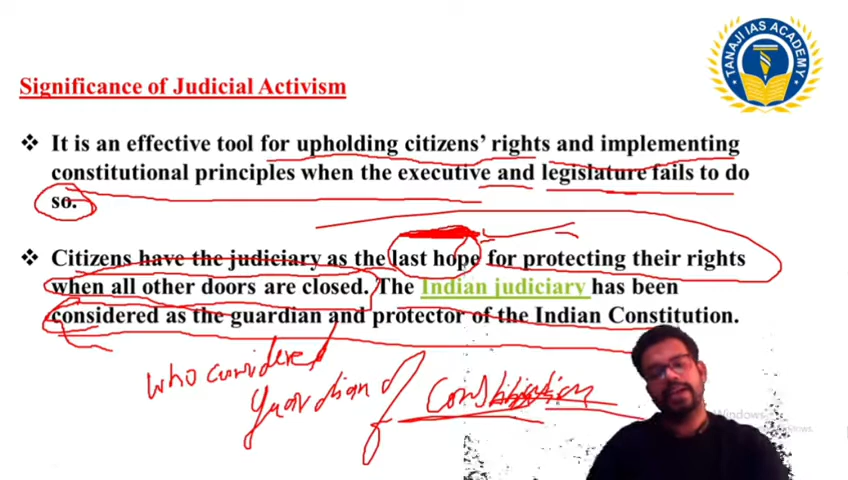 TANAJI IAS ACADEMY
Significance of Judicial Activism
❖ It is an effective tool for upholding citizens' rights and implementing
constitutional principles when the executive and legislature fails to do
so.
❖ Citizens have the judiciary as the last hope for protecting their rights
when all other doors are closed. The Indian judiciary has been
considered as the guardian and protector of the Indian Constitution.
who considered
guardian of Constitution
Windows